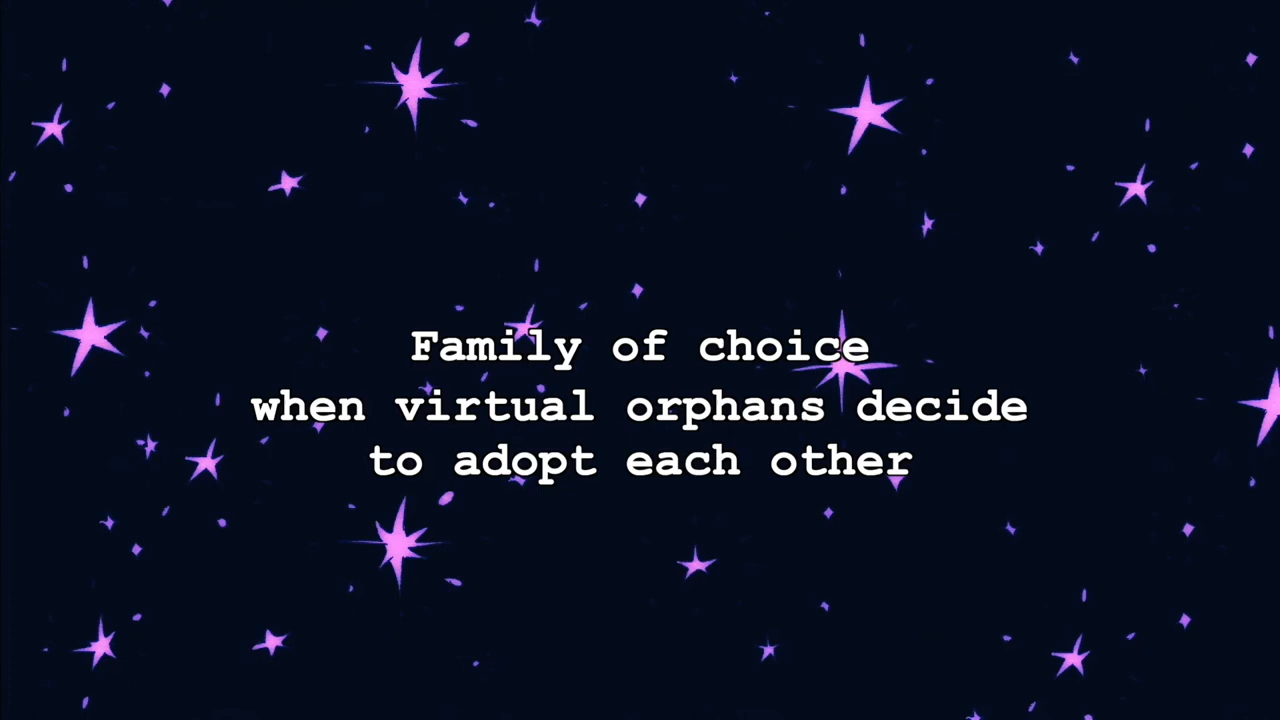 Family of choice
when virtual orphans decide
to adopt each other